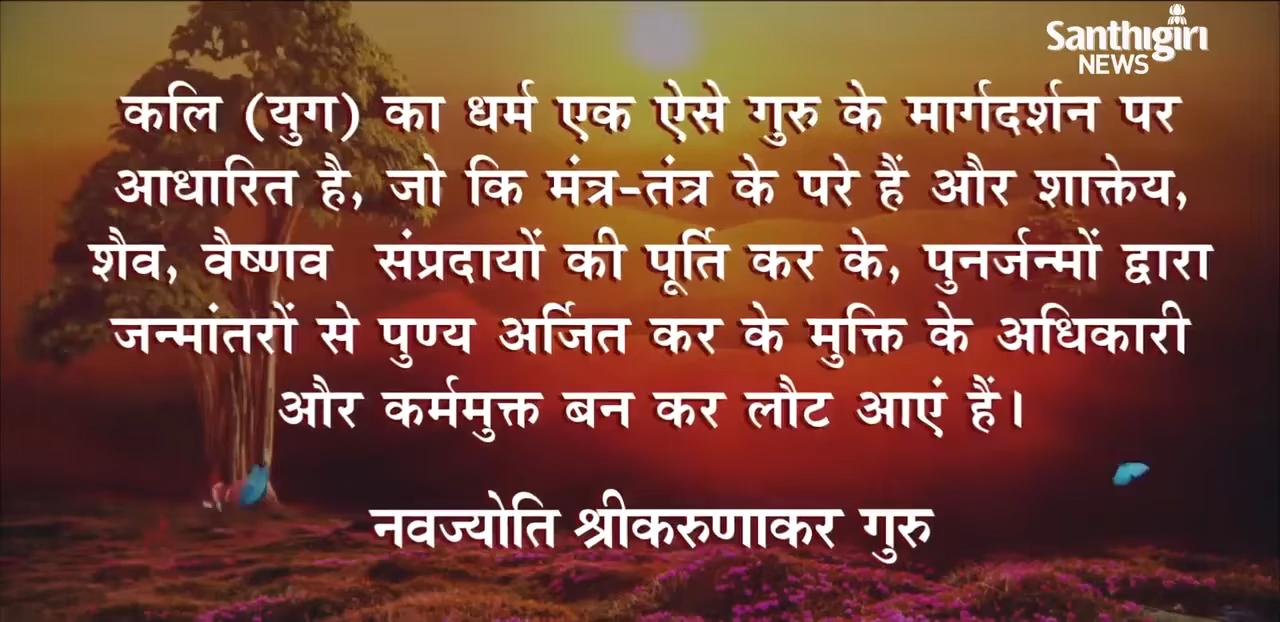 Santhigiri
NEWS
कलि (युग) का धर्म एक ऐसे गुरु के मार्गदर्शन पर
आधारित है, जो कि मंत्र-तंत्र के परे हैं और शाक्तेय,
शैव, वैष्णव संप्रदायों की पूर्ति कर के, पुनर्जन्मों द्वारा
जन्मांतरों से पुण्य अर्जित कर के मुक्ति के अधिकारी
और कर्ममुक्त बन कर लौट आएं हैं।
नवज्योति श्रीकरुणाकर गुरु